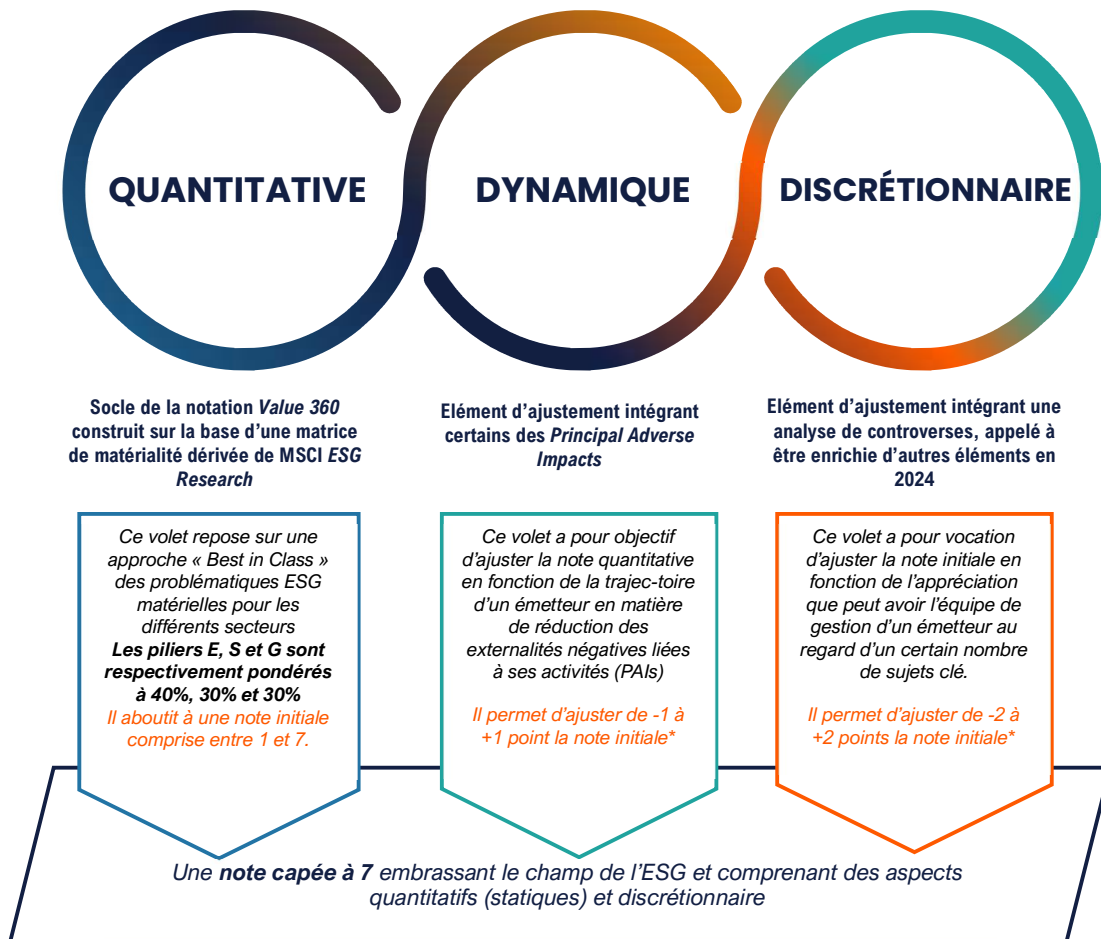 QUANTITATIVE
DYNAMIQUE
DISCRÉTIONNAIRE
Socle de la notation Value 360
construit sur la base d'une matrice
de matérialité dérivée de MSCI ESG
Research
Elément d'ajustement intégrant
certains des Principal Adverse
Impacts
Elément d'ajustement intégrant une
analyse de controverses, appelé à
être enrichie d'autres éléments en
2024
Ce volet repose sur une
approche « Best in Class »
des problématiques ESG
matérielles pour les
différents secteurs
Les piliers E, S et G sont
respectivement pondérés
à 40%, 30% et 30%
Il aboutit à une note initiale
comprise entre 1 et 7.
Ce volet a pour objectif
d'ajuster la note quantitative
en fonction de la trajec-toire
d'un émetteur en matière
de réduction des
externalités négatives liées
à ses activités (PAIs)
Il permet d'ajuster de -1 à
+1 point la note initiale*
Ce volet a pour vocation
d'ajuster la note initiale en
fonction de l'appréciation
que peut avoir l'équipe de
gestion d'un émetteur au
regard d'un certain nombre
de sujets clé.
Il permet d'ajuster de -2 à
+2 points la note initiale*
Une note capée à 7 embrassant le champ de l'ESG et comprenant des aspects
quantitatifs (statiques) et discrétionnaire